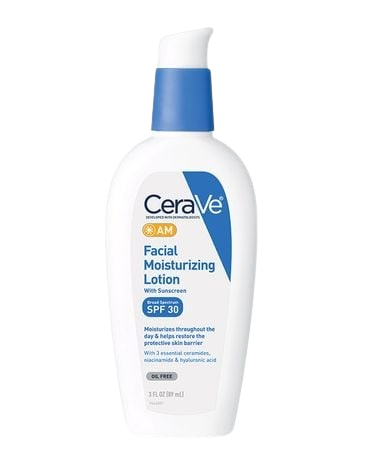 CeraVe®
DEVELOPED WITH DERMATOLOGISTS
AM
Facial
Moisturizing
Lotion
With Sunscreen
Broad Spectrum
SPF 30
Moisturizes throughout the
day & helps restore the
protective skin barrier
With 3 essential ceramides,
niacinamide & hyaluronic acid
OIL FREE
3 FL OZ (89 mL)